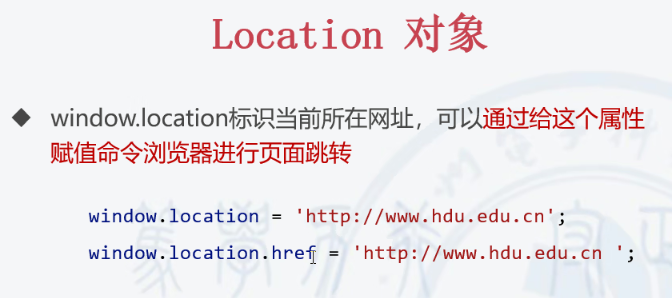 Location 对象
◆ window.location标识当前所在网址，可以通过给这个属性
赋值命令浏览器进行页面跳转
window.location = 'http://www.hdu.edu.cn';
window.location.href = 'http://www.hdu.edu.cn ';